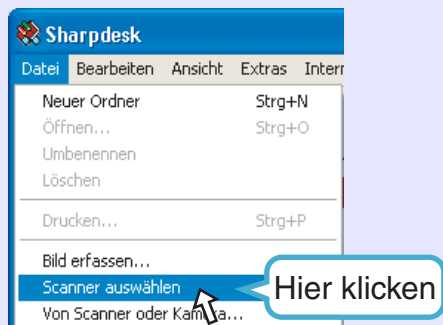 Sharpdesk
Datei Bearbeiten Ansicht Extras
Neuer Ordner Strg+N
Öffnen... Strg+O
Umbenennen
Löschen
Drucken... Strg+P
Bild erfassen...
Scanner auswählen
Hier klicken
Von Scanner oder Kamera...